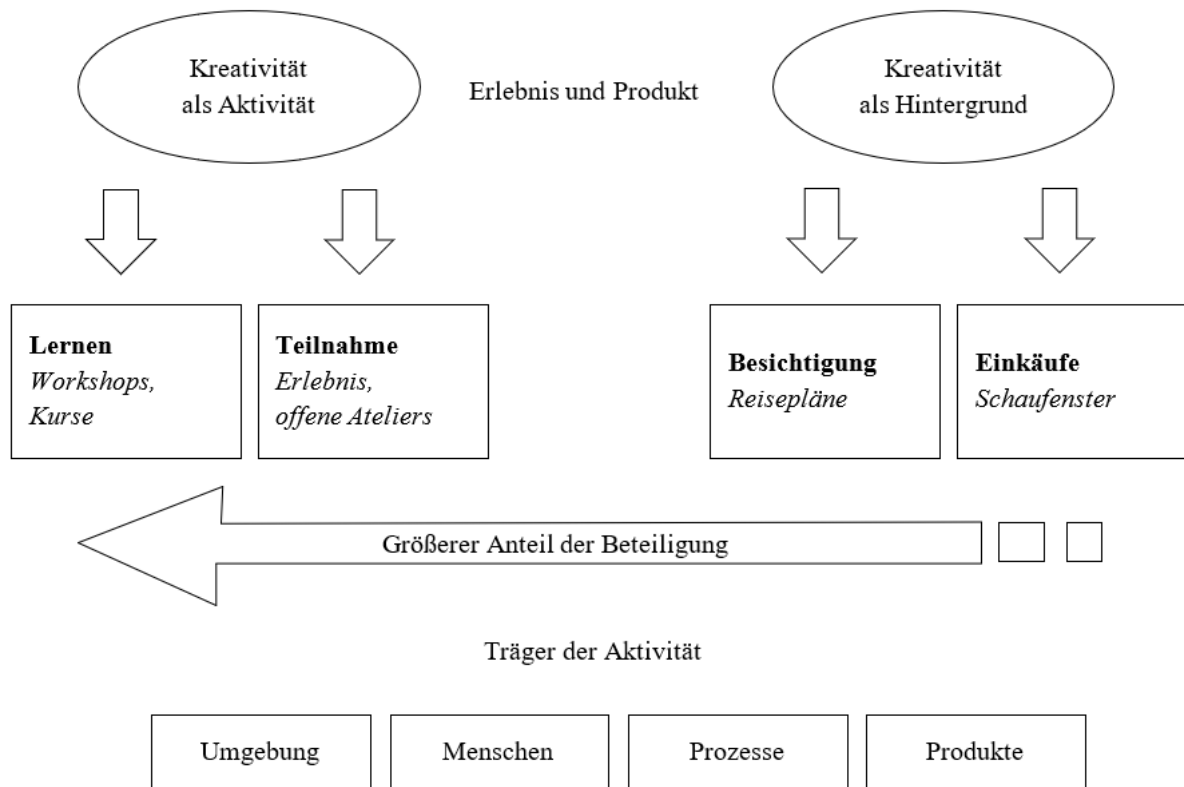 Kreativität
als Aktivität
Erlebnis und Produkt
Kreativität
als Hintergrund
Lernen
Workshops,
Kurse
Teilnahme
Erlebnis,
offene Ateliers
Besichtigung
Reisepläne
Einkäufe
Schaufenster
Größerer Anteil der Beteiligung
Träger der Aktivität
Umgebung
Menschen
Prozesse
Produkte